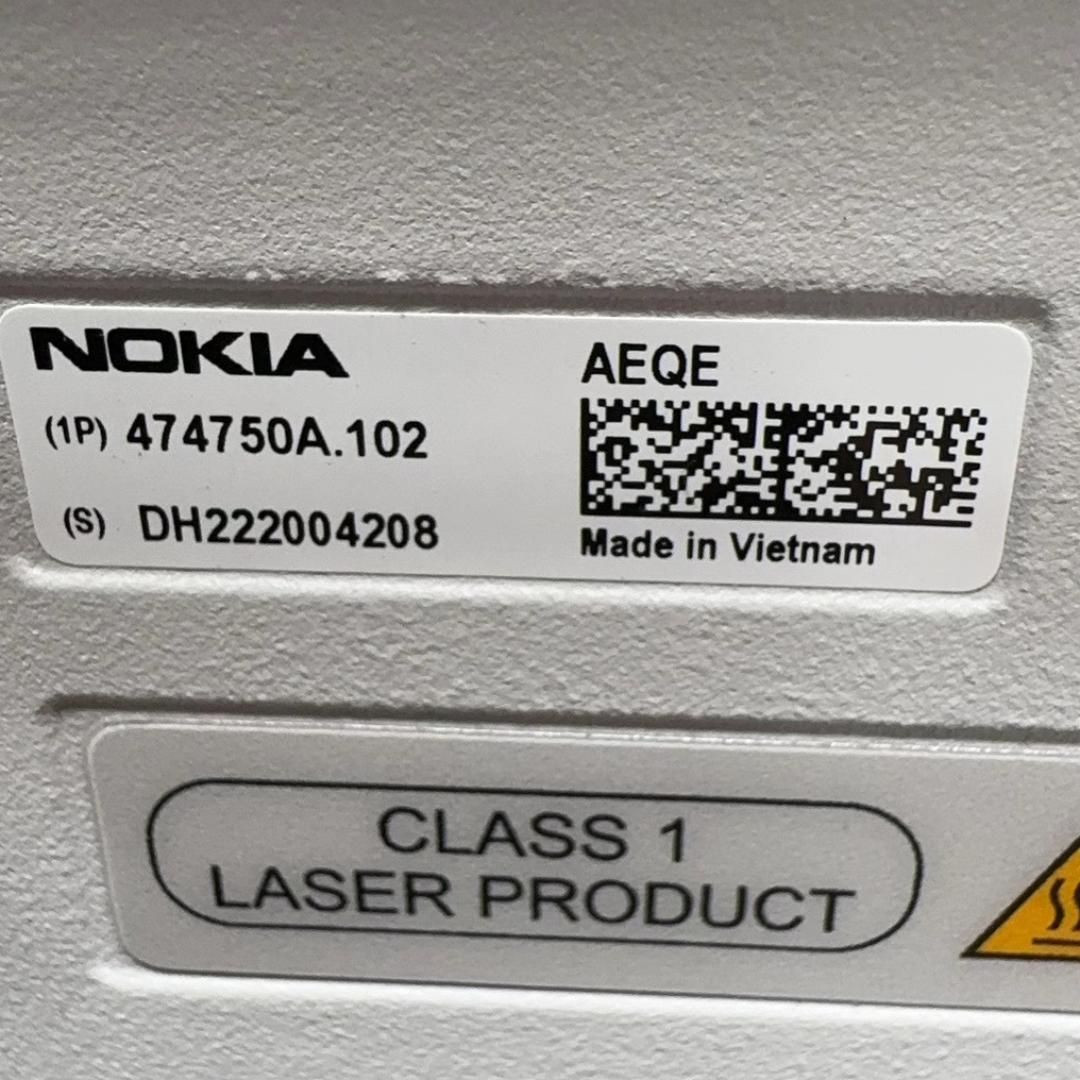 NOKIA
(1P) 474750A.102
(S) DH222004208
AEQE
Made in Vietnam
CLASS 1
LASER PRODUCT